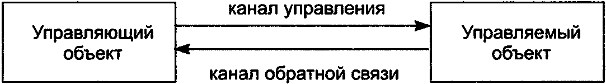 канал управления
Управляющий
объект
Управляемый
объект
канал обратной связи